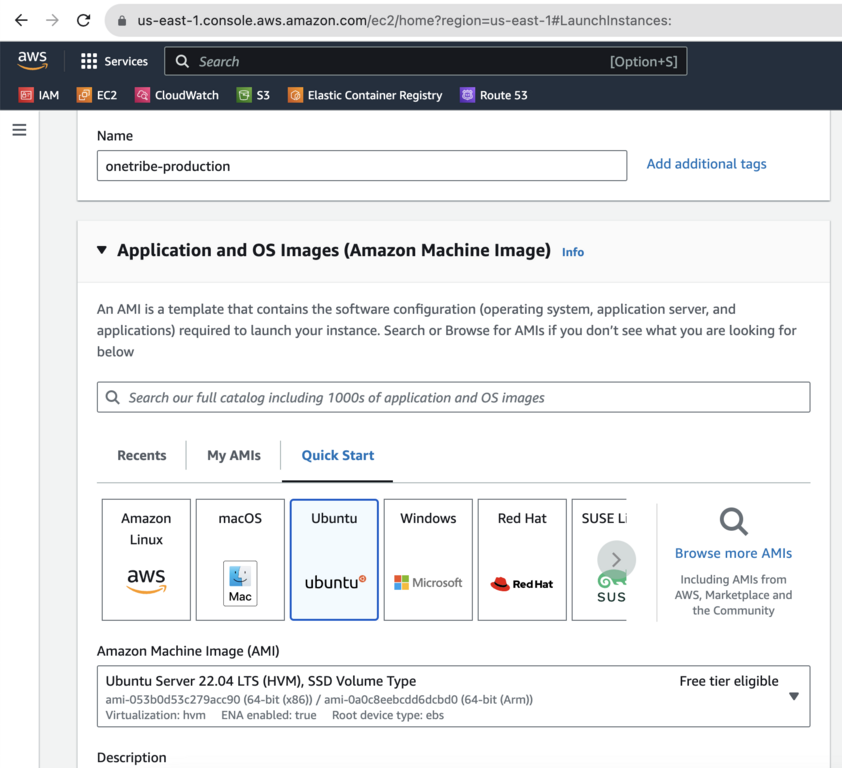 us-east-1.console.aws.amazon.com/ec2/home?region=us-east-1#LaunchInstances:
aws Services Search [Option+S]
IAM EC2 CloudWatch S3 Elastic Container Registry Route 53
Name
onetribe-production Add additional tags
Application and OS Images (Amazon Machine Image) Info
An AMI is a template that contains the software configuration (operating system, application server, and
applications) required to launch your instance. Search or Browse for AMIs if you don't see what you are looking for
below
Search our full catalog including 1000s of application and OS images
Recents My AMIs Quick Start
Amazon Linux
aws
macOS
Mac
Ubuntu
ubuntu
Windows
Microsoft
Red Hat
Red Hat
SUSE Li
SUS
Browse more AMIs
Including AMIs from
AWS, Marketplace and
the Community
Amazon Machine Image (AMI)
Ubuntu Server 22.04 LTS (HVM), SSD Volume Type Free tier eligible
ami-053b0d53c279acc90 (64-bit (x86)) / ami-0a0c8eebcdd6dcbd0 (64-bit (Arm))
Virtualization: hvm ENA enabled: true Root device type: ebs
Description